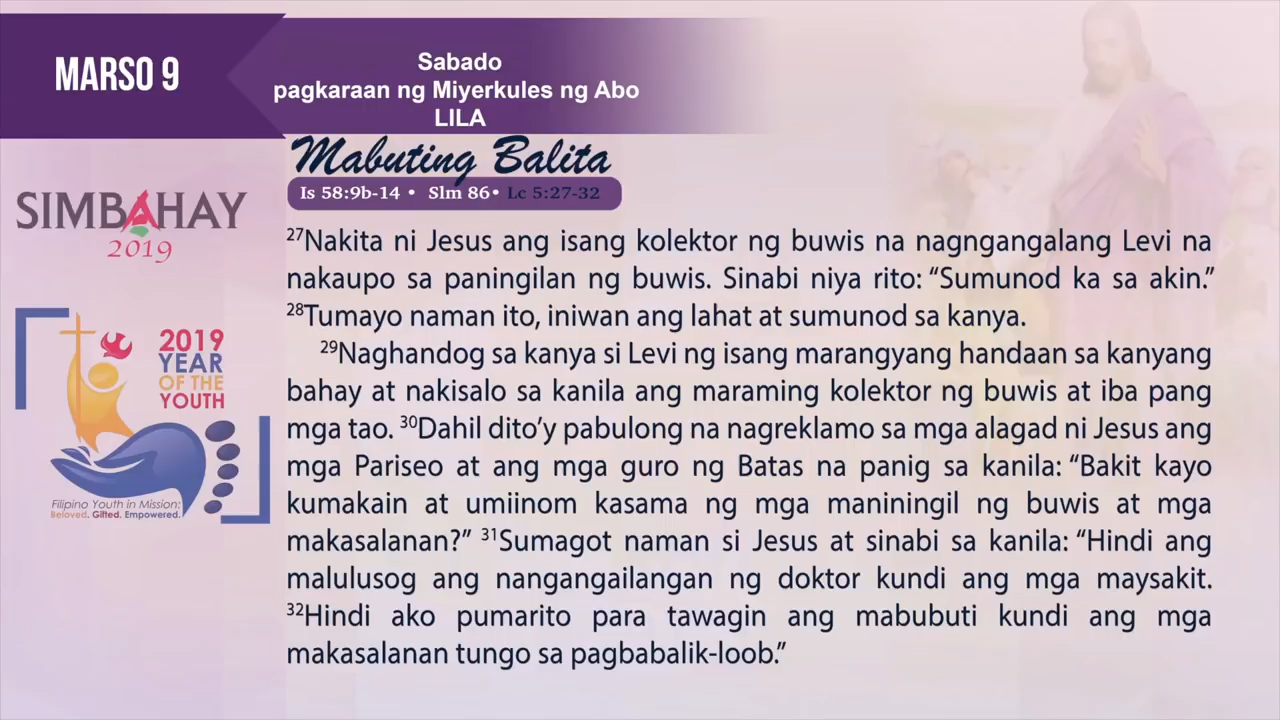 MARSO 9
Sabado
pagkaraan ng Miyerkules ng Abo
LILA
Mabuting Balita
Is 58:9b-14 • Slm 86• Lc 5:27-32
SIMBAHAY
2019
2019
YEAR
OF THE
YOUTH
Filipino Youth in Mission:
Beloved. Gifted. Empowered.
²⁷Nakita ni Jesus ang isang kolektor ng buwis na nagngangalang Levi na
nakaupo sa paningilan ng buwis. Sinabi niya rito: “Sumunod ka sa akin.”
²⁸Tumayo naman ito, iniwan ang lahat at sumunod sa kanya.
²⁹Naghandog sa kanya si Levi ng isang marangyang handaan sa kanyang
bahay at nakisalo sa kanila ang maraming kolektor ng buwis at iba pang
mga tao. ³⁰Dahil dito’y pabulong na nagreklamo sa mga alagad ni Jesus ang
mga Pariseo at ang mga guro ng Batas na panig sa kanila: “Bakit kayo
kumakain at umiinom kasama ng mga maniningil ng buwis at mga
makasalanan?” ³¹Sumagot naman si Jesus at sinabi sa kanila: “Hindi ang
malulusog ang nangangailangan ng doktor kundi ang mga maysakit.
³²Hindi ako pumarito para tawagin ang mabubuti kundi ang mga
makasalanan tungo sa pagbabalik-loob.”